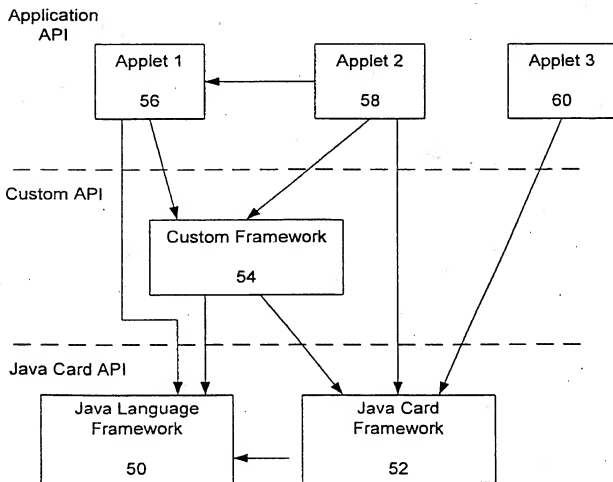 Application
API
Applet 1
56
Applet 2
58
Applet 3
60
Custom API
Custom Framework
54
Java Card API
Java Language
Framework
50
Java Card
Framework
52